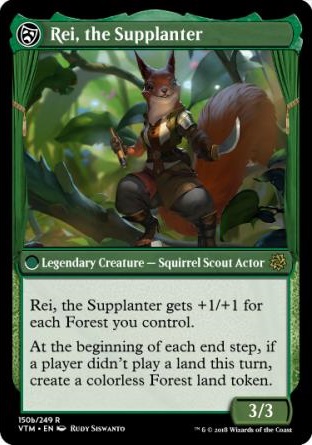 Rei, the Supplanter
Legendary Creature — Squirrel Scout Actor
Rei, the Supplanter gets +1/+1 for
each Forest you control.
At the beginning of each end step, if
a player didn't play a land this turn,
create a colorless Forest land token.
3/3
150b/249 R
VTM • EN Rudy Siswanto
™ & © 2018 Wizards of the Coast